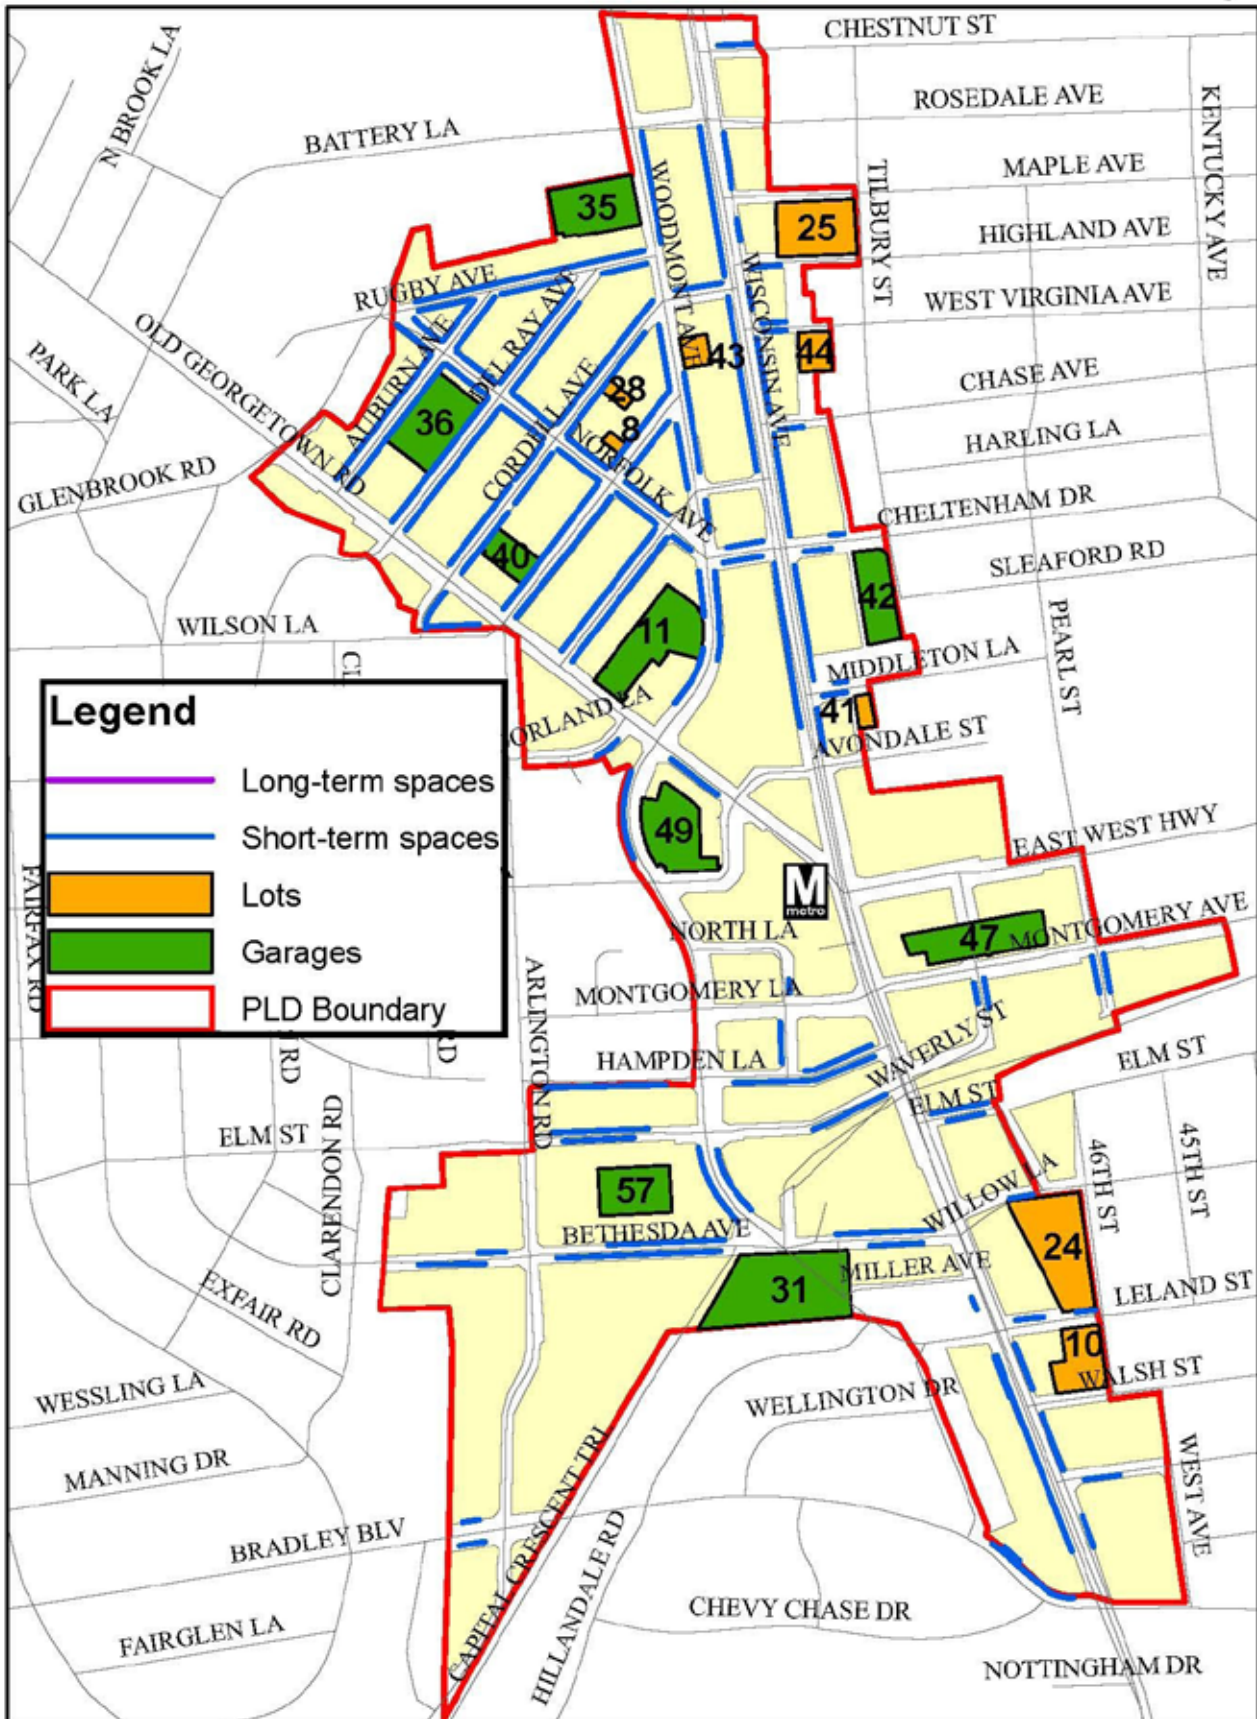 CHESTNUT ST
N BROOK LA
ROSEDALE AVE
KENTUCKY AVE
BATTERY LA
MAPLE AVE
WOODMONT AVE
TILBURY ST
35
25
HIGHLAND AVE
RUGBY AVE
WISCONSIN AVE
WEST VIRGINIA AVE
OLD GEORGETOWN RD
DEL RAY AVE
43
44
PARK LA
AUBURN AVE
CHASE AVE
28
36
8
CORDELL AVE
NORFOLK AVE
HARLING LA
GLENBROOK RD
CHELTENHAM DR
40
SLEAFORD RD
42
WILSON LA
11
PEARL ST
MIDDLETON LA
41
AVONDALE ST
ORLAND LA
Legend
Long-term spaces
Short-term spaces
Lots
Garages
PLD Boundary
49
EAST WEST HWY
M
metro
FAIRFAX RD
NORTH LA
47
MONTGOMERY AVE
ARLINGTON RD
MONTGOMERY LA
RD
RD
HAMPDEN LA
WAVERLY ST
ELM ST
ELM ST
ELM ST
CLARENDON RD
46TH ST
45TH ST
57
WILLOW LA
BETHESDA AVE
24
31
MILLER AVE
LELAND ST
EXFAIR RD
10
WALSH ST
WESSLING LA
WELLINGTON DR
MANNING DR
CAPITAL CRESCENT TRL
WEST AVE
BRADLEY BLV
HILLANDALE RD
CHEVY CHASE DR
FAIRGLEN LA
NOTTINGHAM DR